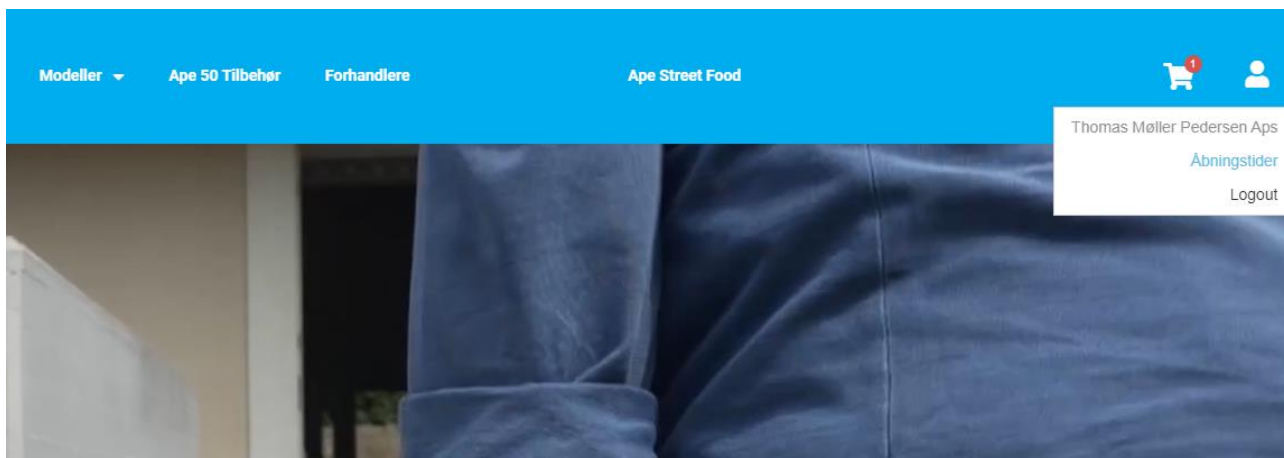 Modeller Ape 50 Tilbehør Forhandlere Ape Street Food 1
Thomas Møller Pedersen Aps
Åbningstider
Logout